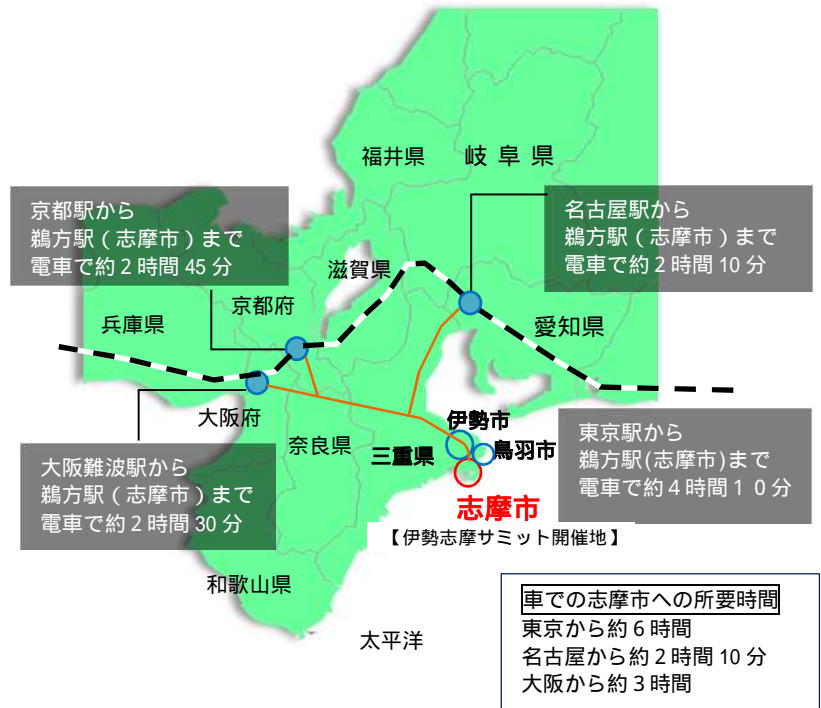 福井県
岐阜県
京都駅から
鵜方駅（志摩市）まで
電車で約２時間45分
名古屋駅から
鵜方駅（志摩市）まで
電車で約２時間10分
滋賀県
京都府
兵庫県
愛知県
大阪府
伊勢市
奈良県
三重県
鳥羽市
大阪難波駅から
鵜方駅（志摩市）まで
電車で約２時間30分
東京駅から
鵜方駅(志摩市)まで
電車で約４時間１０分
志摩市
【伊勢志摩サミット開催地】
和歌山県
太平洋
車での志摩市への所要時間
東京から約６時間
名古屋から約２時間10分
大阪から約３時間